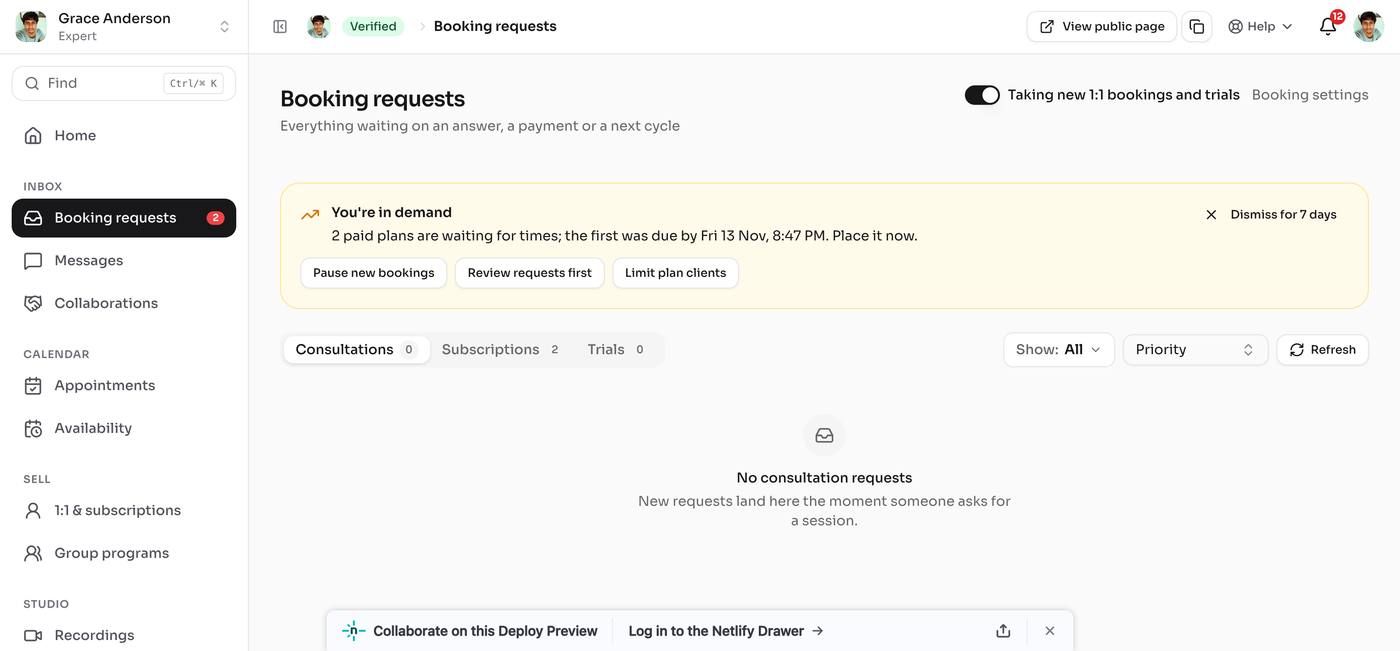 Grace Anderson
Expert
Find
Ctrl/⌘ K
Home
INBOX
Booking requests
2
Messages
Collaborations
CALENDAR
Appointments
Availability
SELL
1:1 & subscriptions
Group programs
STUDIO
Recordings
Verified
Booking requests
View public page
Help
12
Booking requests
Everything waiting on an answer, a payment or a next cycle
Taking new 1:1 bookings and trials
Booking settings
You're in demand
2 paid plans are waiting for times; the first was due by Fri 13 Nov, 8:47 PM. Place it now.
Dismiss for 7 days
Pause new bookings
Review requests first
Limit plan clients
Consultations 0
Subscriptions 2
Trials 0
Show: All
Priority
Refresh
No consultation requests
New requests land here the moment someone asks for
a session.
Collaborate on this Deploy Preview
Log in to the Netlify Drawer →